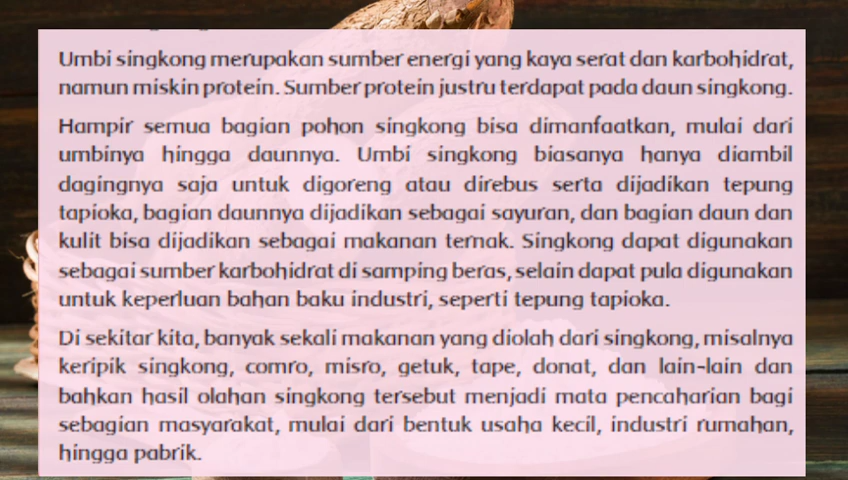 Umbi singkong merupakan sumber energi yang kaya serat dan karbohidrat,
namun miskin protein. Sumber protein justru terdapat pada daun singkong.
Hampir semua bagian pohon singkong bisa dimanfaatkan, mulai dari
umbinya hingga daunnya. Umbi singkong biasanya hanya diambil
dagingnya saja untuk digoreng atau direbus serta dijadikan tepung
tapioka, bagian daunnya dijadikan sebagai sayuran, dan bagian daun dan
kulit bisa dijadikan sebagai makanan ternak. Singkong dapat digunakan
sebagai sumber karbohidrat di samping beras, selain dapat pula digunakan
untuk keperluan bahan baku industri, seperti tepung tapioka.
Di sekitar kita, banyak sekali makanan yang diolah dari singkong, misalnya
keripik singkong, comro, misro, getuk, tape, donat, dan lain-lain dan
bahkan hasil olahan singkong tersebut menjadi mata pencaharian bagi
sebagian masyarakat, mulai dari bentuk usaha kecil, industri rumahan,
hingga pabrik.